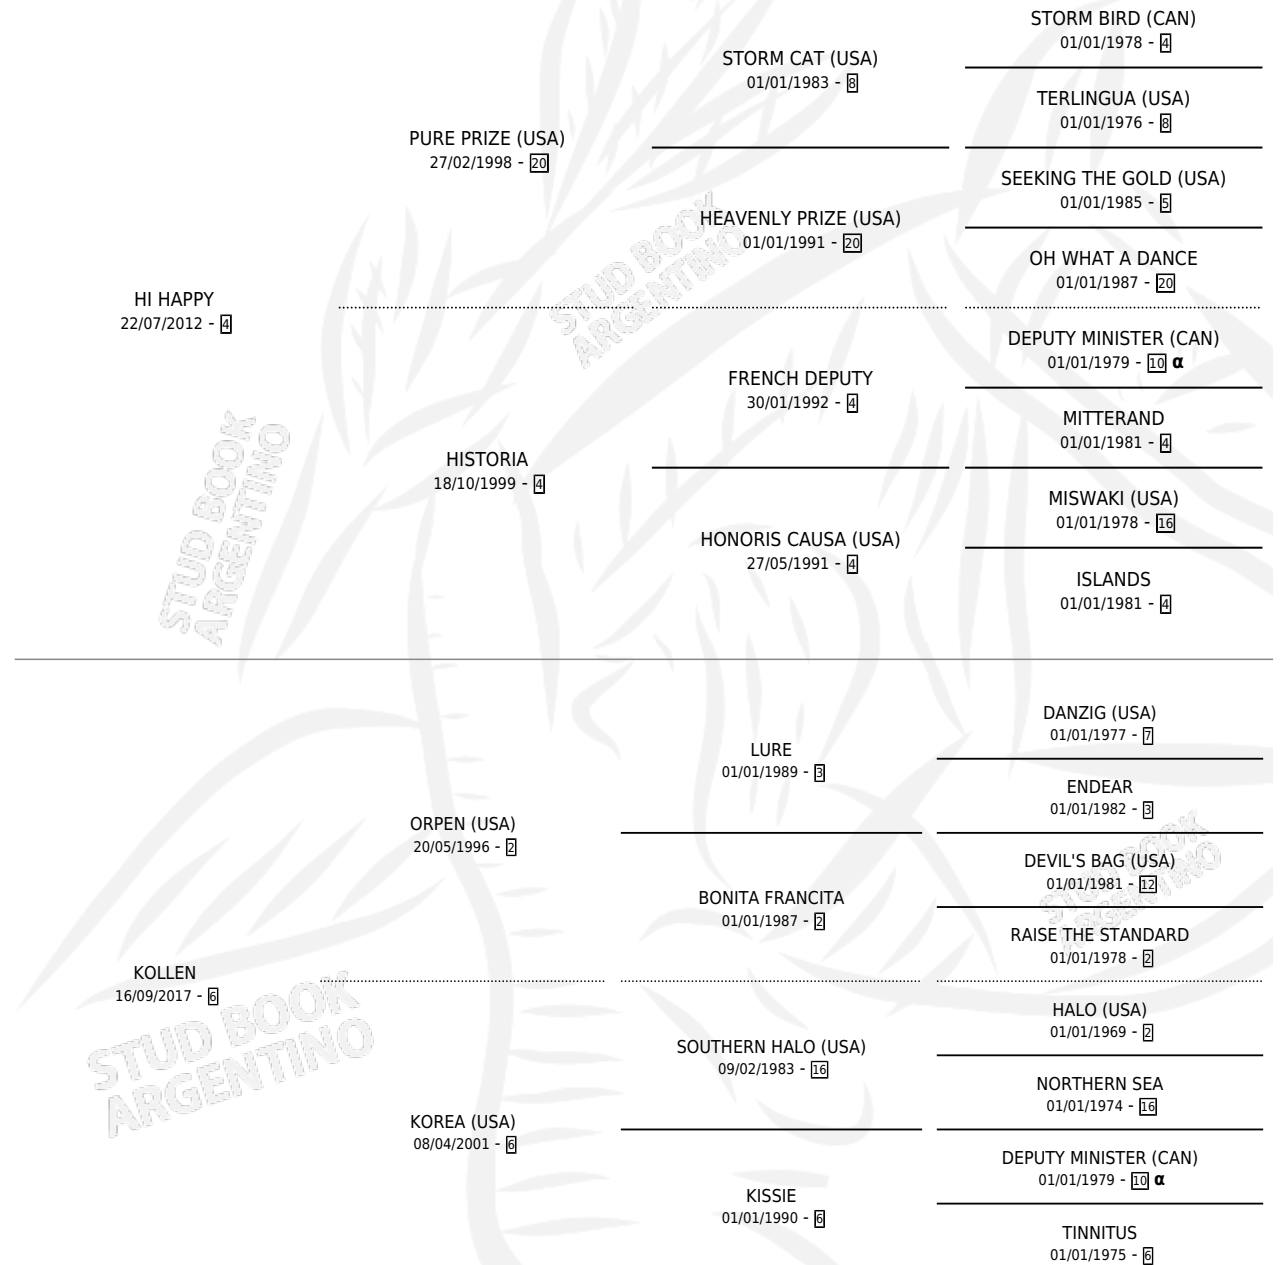 STORM BIRD (CAN)
01/01/1978 - 4
STORM CAT (USA)
01/01/1983 - 8
TERLINGUA (USA)
01/01/1976 - 8
PURE PRIZE (USA)
27/02/1998 - 20
SEEKING THE GOLD (USA)
01/01/1985 - 5
HEAVENLY PRIZE (USA)
01/01/1991 - 20
OH WHAT A DANCE
01/01/1987 - 20
HI HAPPY
22/07/2012 - 4
DEPUTY MINISTER (CAN)
01/01/1979 - 10 α
FRENCH DEPUTY
30/01/1992 - 4
MITTERAND
01/01/1981 - 4
HISTORIA
18/10/1999 - 4
MISWAKI (USA)
01/01/1978 - 16
HONORIS CAUSA (USA)
27/05/1991 - 4
ISLANDS
01/01/1981 - 4
STUD BOOK
ARGENTINO
STUD BOOK
ARGENTINO
DANZIG (USA)
01/01/1977 - 7
LURE
01/01/1989 - 3
ENDEAR
01/01/1982 - 3
ORPEN (USA)
20/05/1996 - 2
DEVIL'S BAG (USA)
01/01/1981 - 12
BONITA FRANCITA
01/01/1987 - 2
RAISE THE STANDARD
01/01/1978 - 2
KOLLEN
16/09/2017 - 6
HALO (USA)
01/01/1969 - 2
SOUTHERN HALO (USA)
09/02/1983 - 16
NORTHERN SEA
01/01/1974 - 16
KOREA (USA)
08/04/2001 - 6
DEPUTY MINISTER (CAN)
01/01/1979 - 10 α
KISSIE
01/01/1990 - 6
TINNITUS
01/01/1975 - 6
STUD BOOK
ARGENTINO
STUD BOOK
ARGENTINO